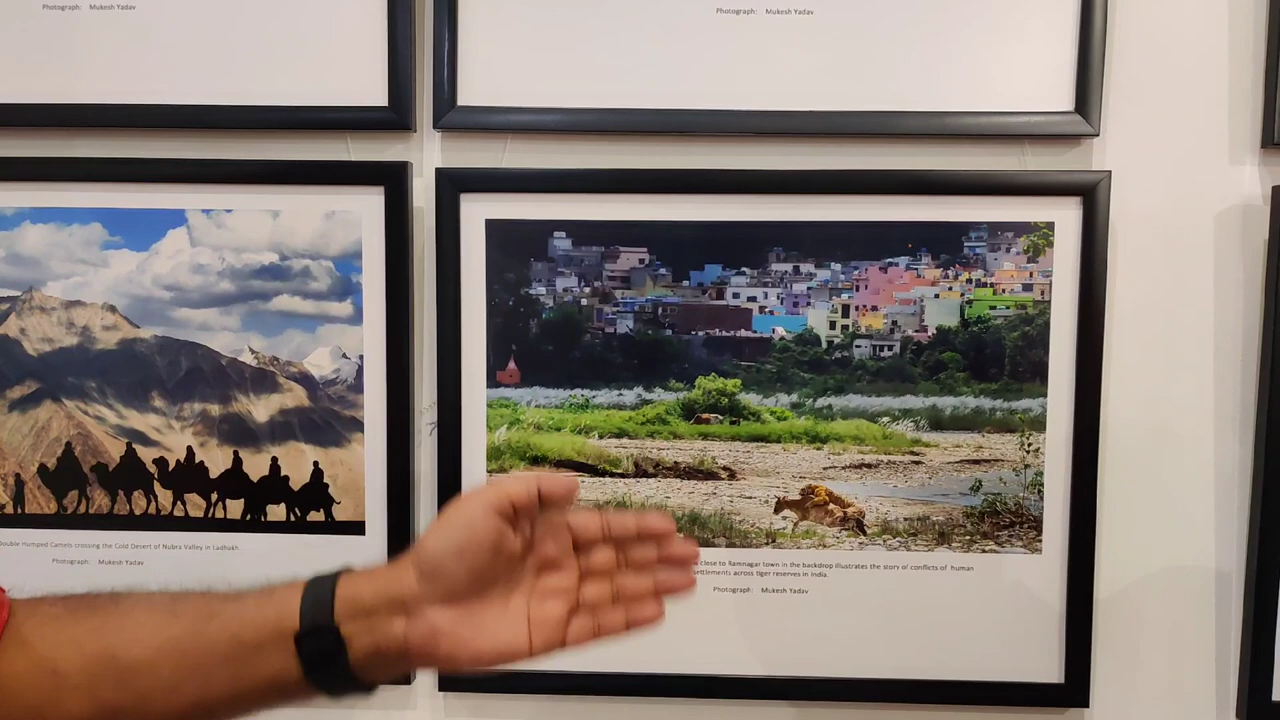 Photograph: Mukesh Yadav
Photograph: Mukesh Yadav
Double Humped Camels crossing the Cold Desert of Nubra Valley in Ladhakh.
Photograph: Mukesh Yadav
close to Ramnagar town in the backdrop illustrates the story of conflicts of human
settlements across tiger reserves in India.
Photograph: Mukesh Yadav